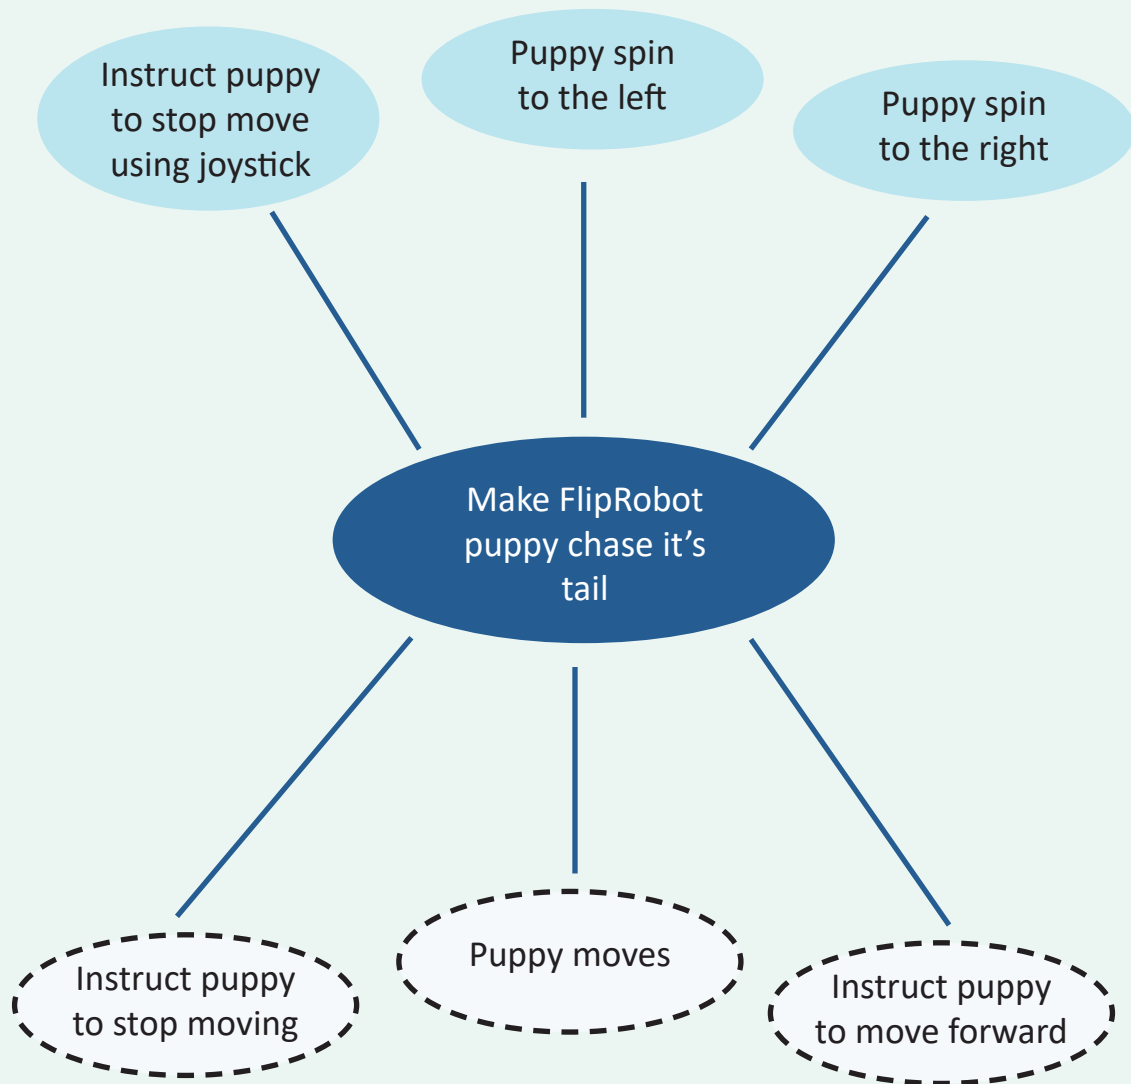 Instruct puppy
to stop move
using joystick
Puppy spin
to the left
Puppy spin
to the right
Make FlipRobot
puppy chase it’s
tail
Instruct puppy
to stop moving
Puppy moves
Instruct puppy
to move forward